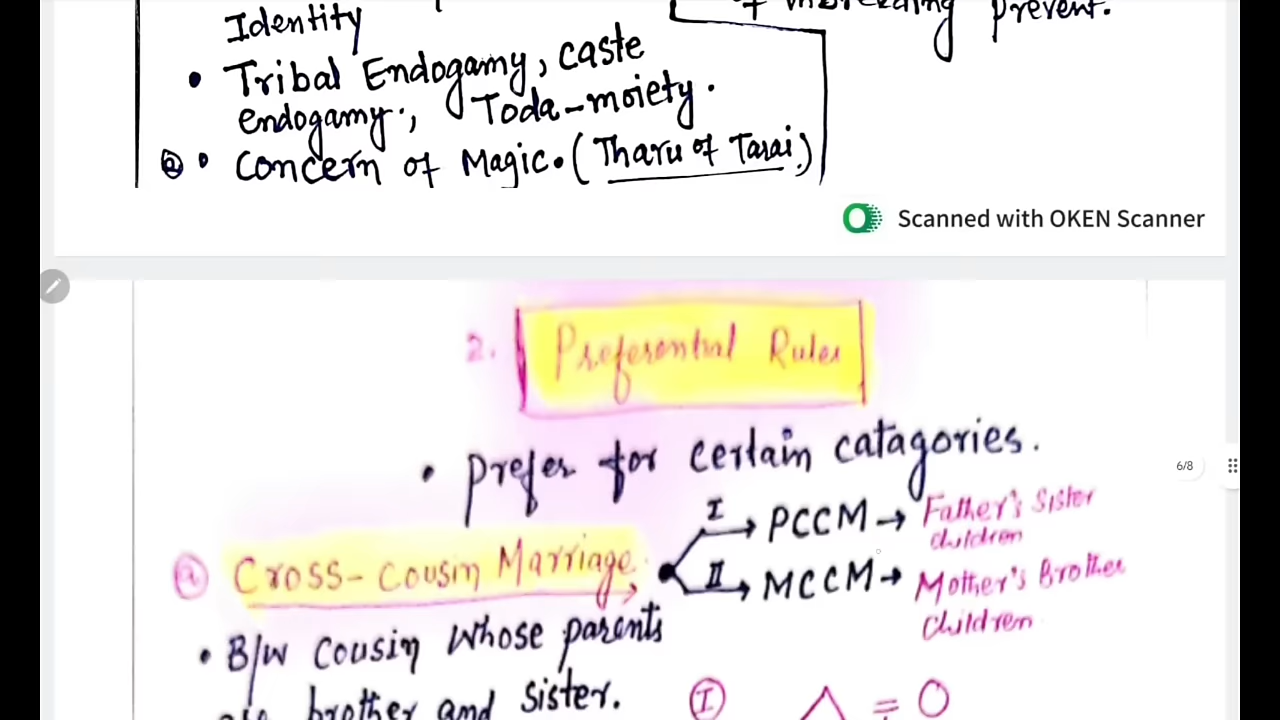 Identity
prevent.
• Tribal Endogamy, caste
endogamy, Toda-moiety.
• Concern of Magic. (Tharu of Tarai)
Scanned with OKEN Scanner
2. Preferential Rules
• Prefer for certain catagories.
6/8
I → PCCM → Father's Sister
children
a Cross-Cousin Marriage,
II → MCCM → Mother's Brother
Children
• B/W Cousin whose parents
brother and sister.
I
△ = O